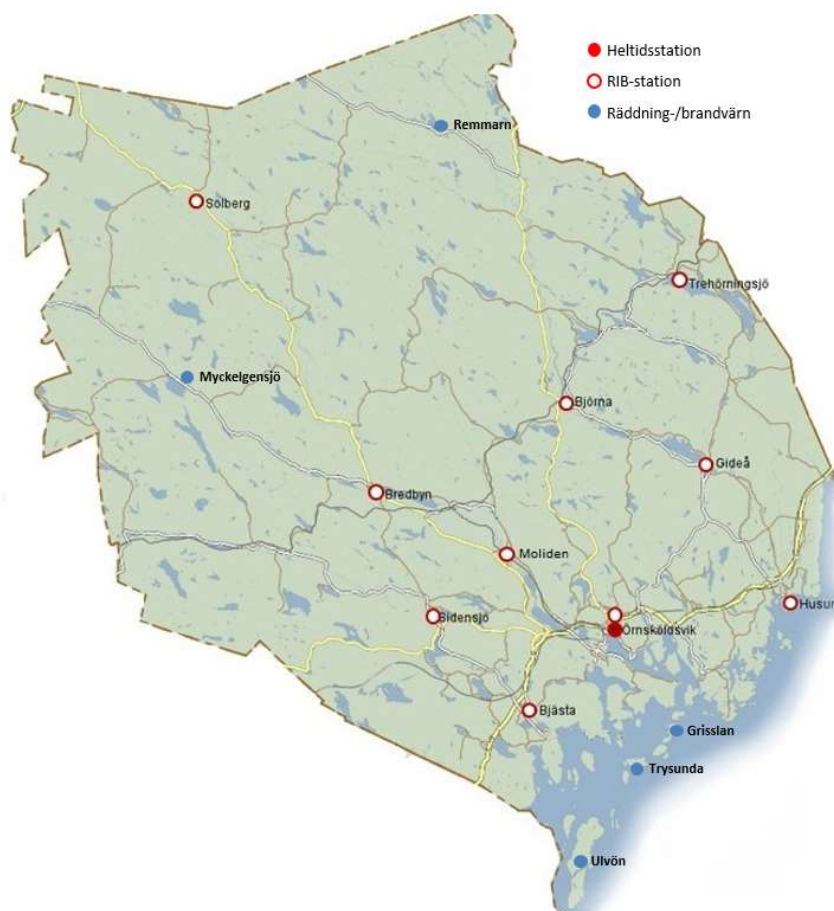 Heltidsstation
RIB-station
Räddning-/brandvärn
Remmarn
Solberg
Trehörningsjö
Myckelgensjö
Björna
Gideå
Bredbyn
Moliden
Husum
Bidensjö
Örnsköldsvik
Bjästa
Grisslan
Trysunda
Ulvön